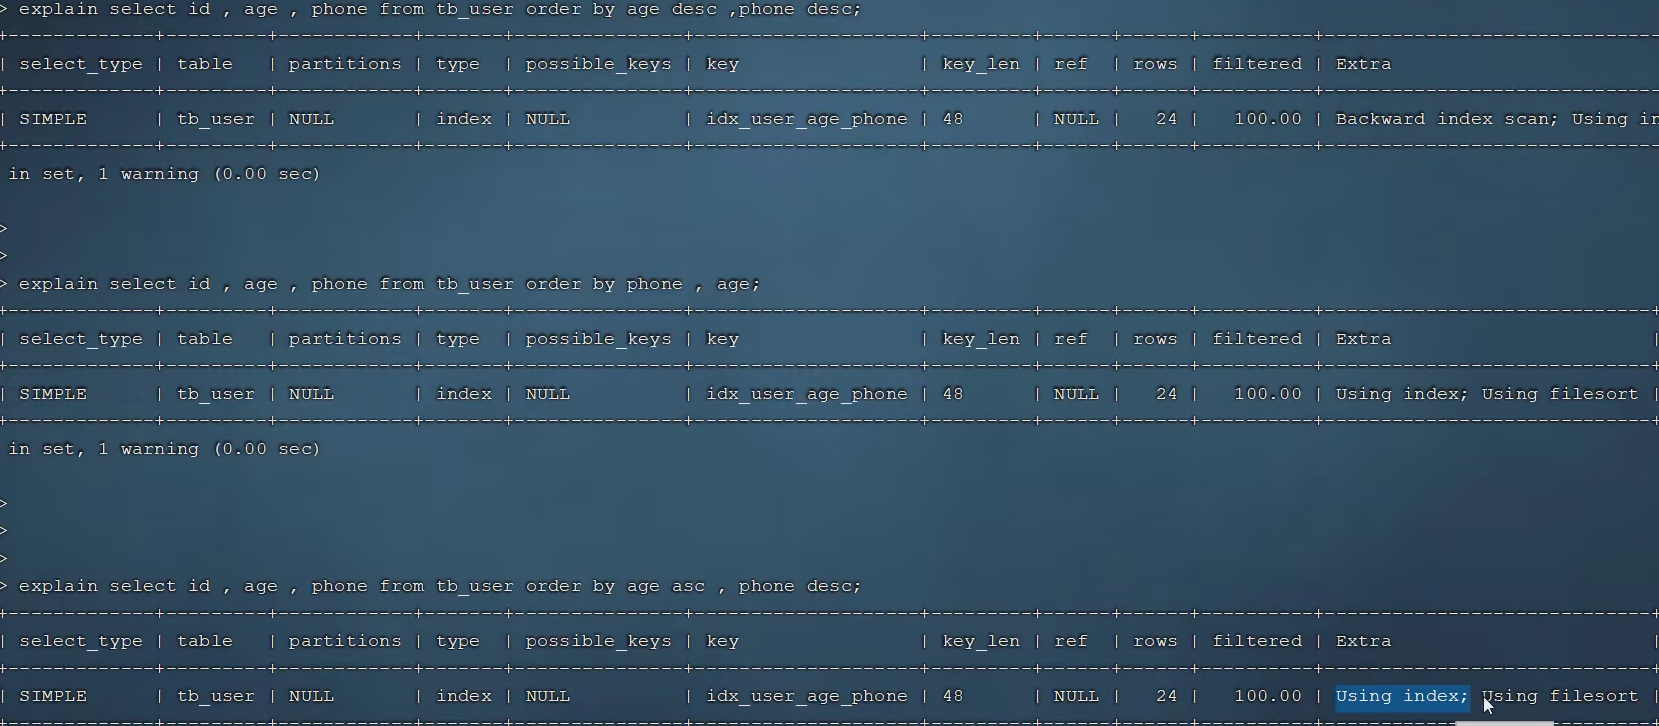 > explain select id , age , phone from tb_user order by age desc ,phone desc;
+-------------+---------+------------+-------+---------------+--------------------+---------+------+------+----------+-----------------------------
| select_type | table   | partitions | type  | possible_keys | key                | key_len | ref  | rows | filtered | Extra
+-------------+---------+------------+-------+---------------+--------------------+---------+------+------+----------+-----------------------------
| SIMPLE      | tb_user | NULL       | index | NULL          | idx_user_age_phone | 48      | NULL |   24 |   100.00 | Backward index scan; Using in
+-------------+---------+------------+-------+---------------+--------------------+---------+------+------+----------+-----------------------------
in set, 1 warning (0.00 sec)
>
>
> explain select id , age , phone from tb_user order by phone , age;
+-------------+---------+------------+-------+---------------+--------------------+---------+------+------+----------+-----------------------------+
| select_type | table   | partitions | type  | possible_keys | key                | key_len | ref  | rows | filtered | Extra                       |
+-------------+---------+------------+-------+---------------+--------------------+---------+------+------+----------+-----------------------------+
| SIMPLE      | tb_user | NULL       | index | NULL          | idx_user_age_phone | 48      | NULL |   24 |   100.00 | Using index; Using filesort |
+-------------+---------+------------+-------+---------------+--------------------+---------+------+------+----------+-----------------------------+
in set, 1 warning (0.00 sec)
>
>
>
> explain select id , age , phone from tb_user order by age asc , phone desc;
+-------------+---------+------------+-------+---------------+--------------------+---------+------+------+----------+-----------------------------+
| select_type | table   | partitions | type  | possible_keys | key                | key_len | ref  | rows | filtered | Extra                       |
+-------------+---------+------------+-------+---------------+--------------------+---------+------+------+----------+-----------------------------+
| SIMPLE      | tb_user | NULL       | index | NULL          | idx_user_age_phone | 48      | NULL |   24 |   100.00 | Using index; Using filesort |
+-------------+---------+------------+-------+---------------+--------------------+---------+------+------+----------+-----------------------------+